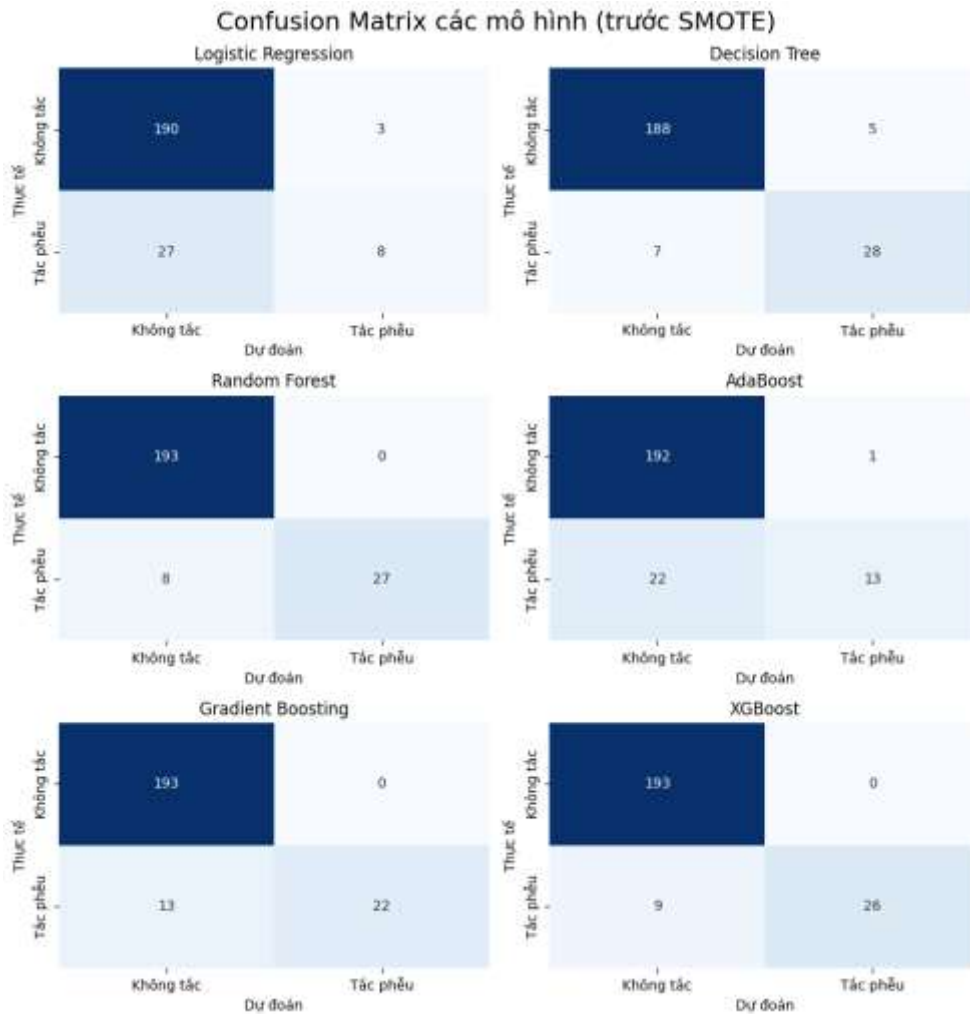 Confusion Matrix các mô hình (trước SMOTE)
Logistic Regression
Thực tế
Không tắc
190
3
Tắc phễu
27
8
Không tắc
Tắc phễu
Dự đoán
Decision Tree
Thực tế
Không tắc
188
5
Tắc phễu
7
28
Không tắc
Tắc phễu
Dự đoán
Random Forest
Thực tế
Không tắc
193
0
Tắc phễu
8
27
Không tắc
Tắc phễu
Dự đoán
AdaBoost
Thực tế
Không tắc
192
1
Tắc phễu
22
13
Không tắc
Tắc phễu
Dự đoán
Gradient Boosting
Thực tế
Không tắc
193
0
Tắc phễu
13
22
Không tắc
Tắc phễu
Dự đoán
XGBoost
Thực tế
Không tắc
193
0
Tắc phễu
9
26
Không tắc
Tắc phễu
Dự đoán